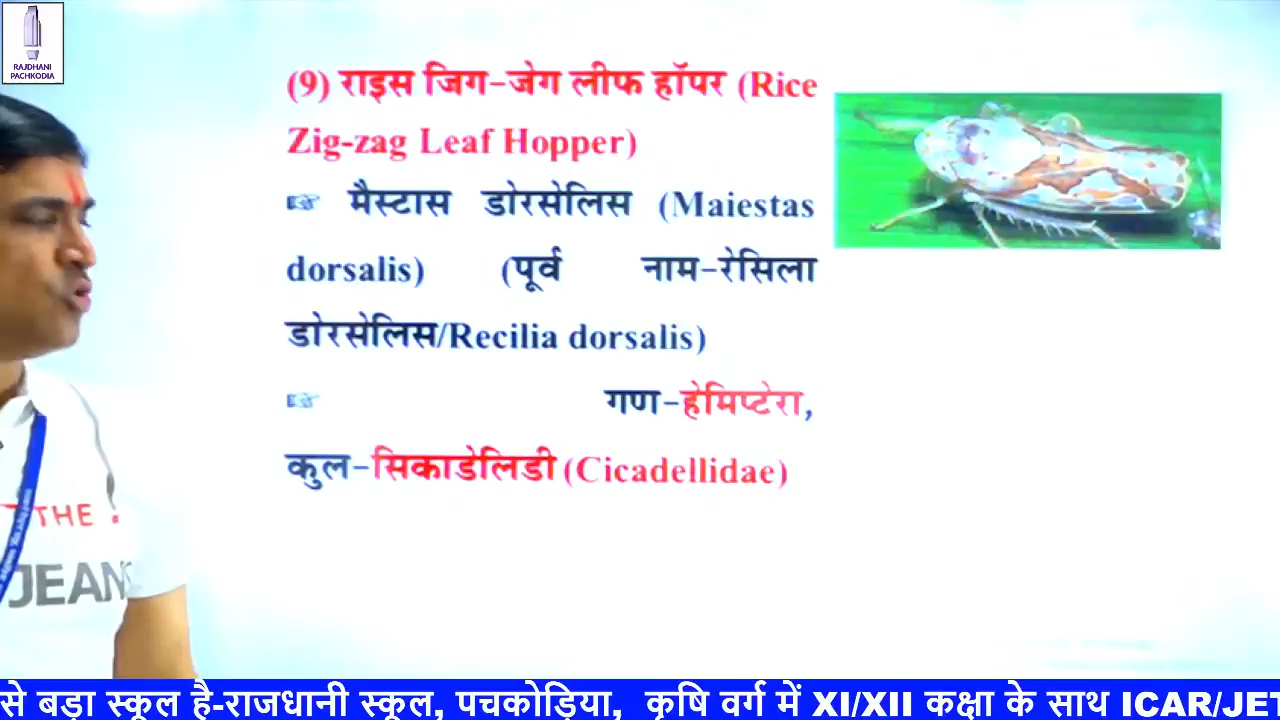 RAJDHANI
PACHKODIA
(9) राइस जिग-जेग लीफ हॉपर (Rice
Zig-zag Leaf Hopper)
☞ मैस्टास डोरसेलिस (Maiestas
dorsalis) (पूर्व नाम-रेसिला
डोरसेलिस/Recilia dorsalis)
☞ गण-हेमिप्टेरा,
कुल-सिकाडेलिडी (Cicadellidae)
THE
JEANS
से बड़ा स्कूल है-राजधानी स्कूल, पचकोड़िया, कृषि वर्ग में XI/XII कक्षा के साथ ICAR/JET